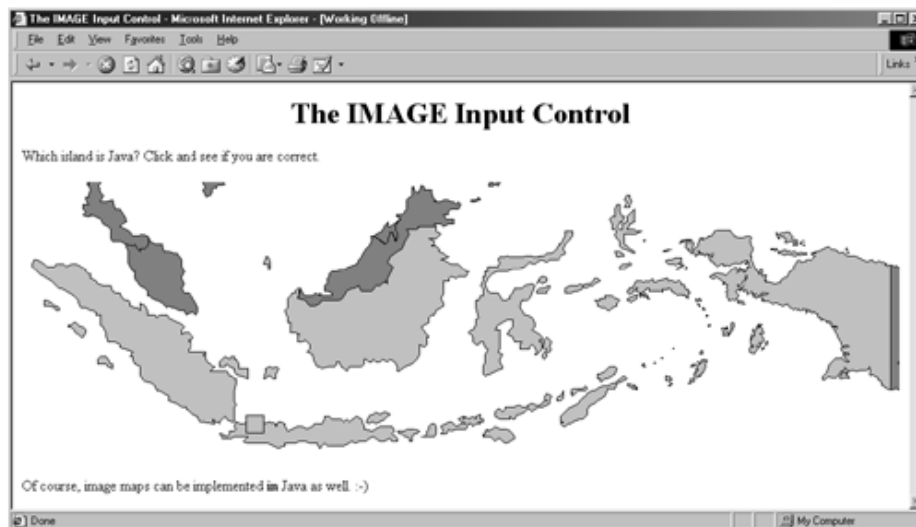 The IMAGE Input Control - Microsoft Internet Explorer - [Working Offline]
File Edit View Favorites Tools Help
Links
The IMAGE Input Control
Which island is Java? Click and see if you are correct.
Of course, image maps can be implemented in Java as well. :-)
Done
My Computer